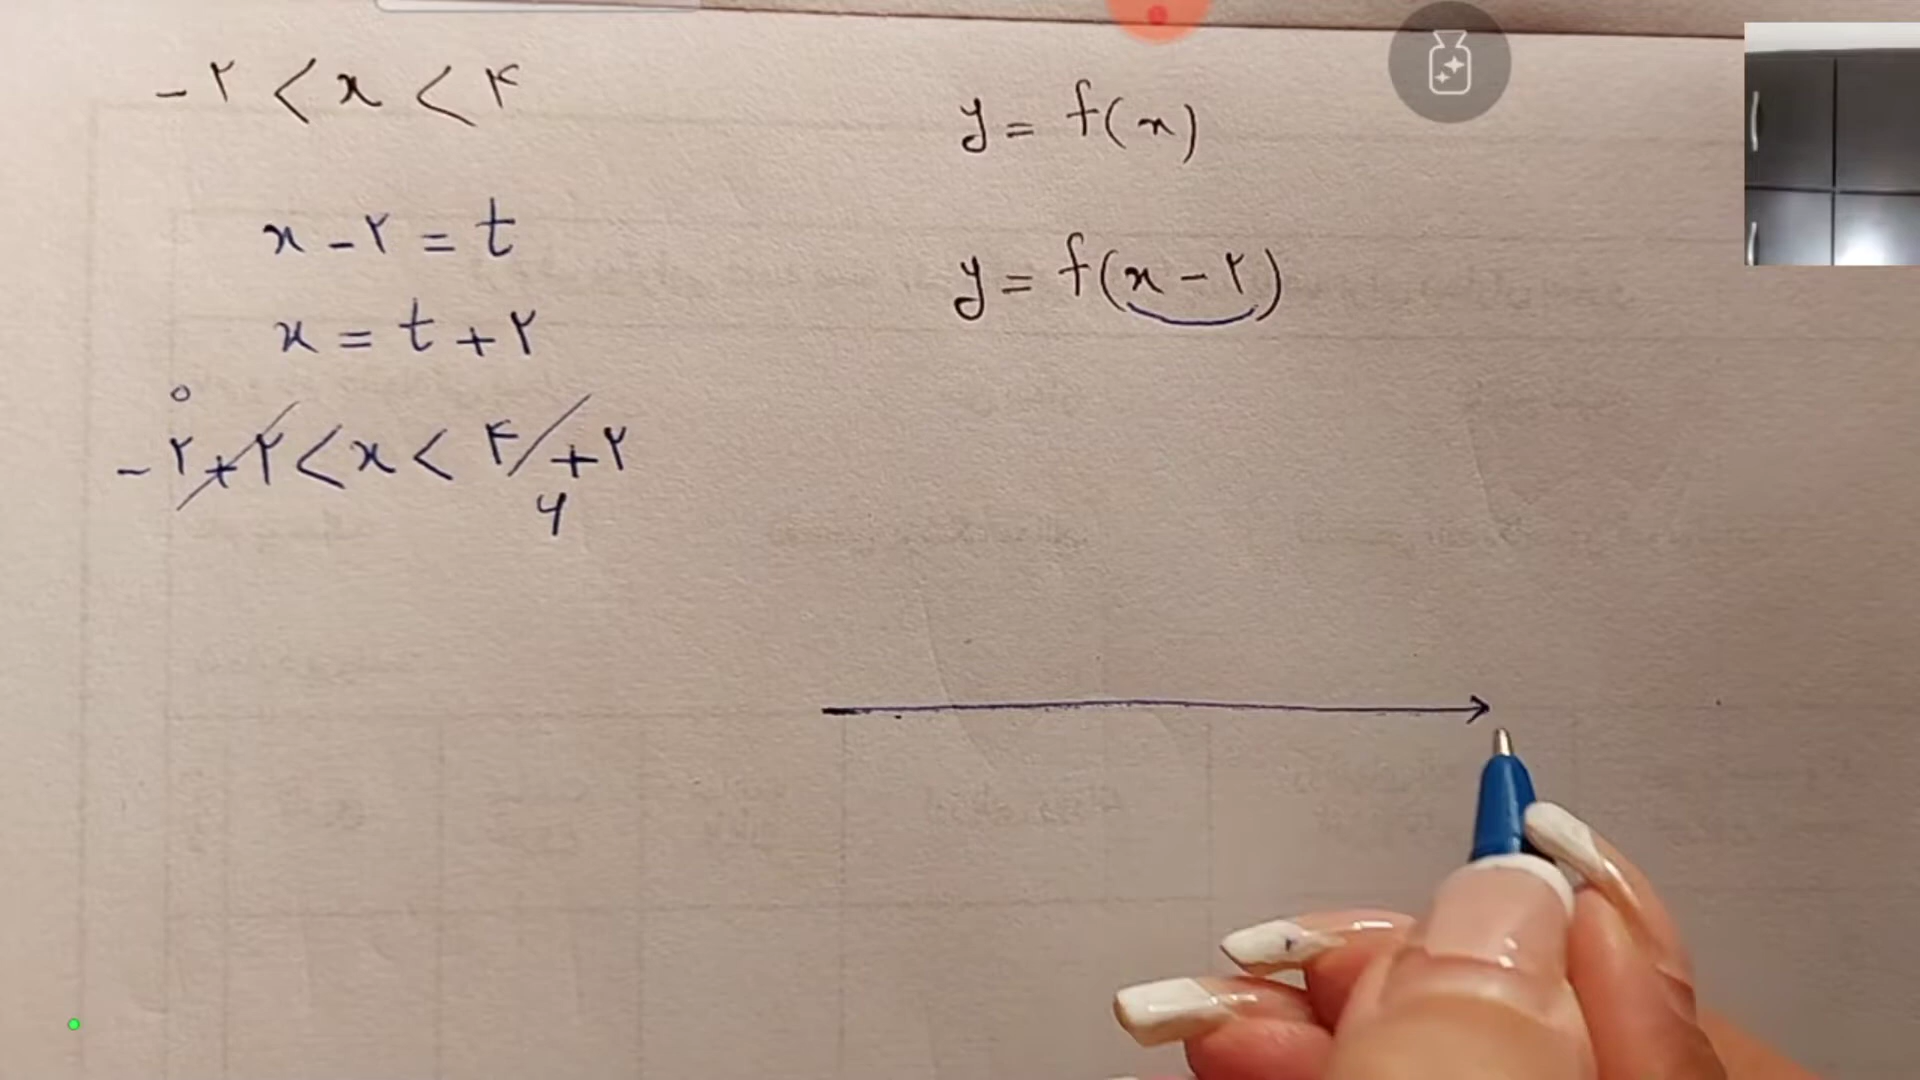 -۲ < x < ۴
x - ۲ = t
x = t + ۲
۰
-۲ + ۲ < x < ۴ + ۲
۶
y = f(x)
y = f(x - ۲)